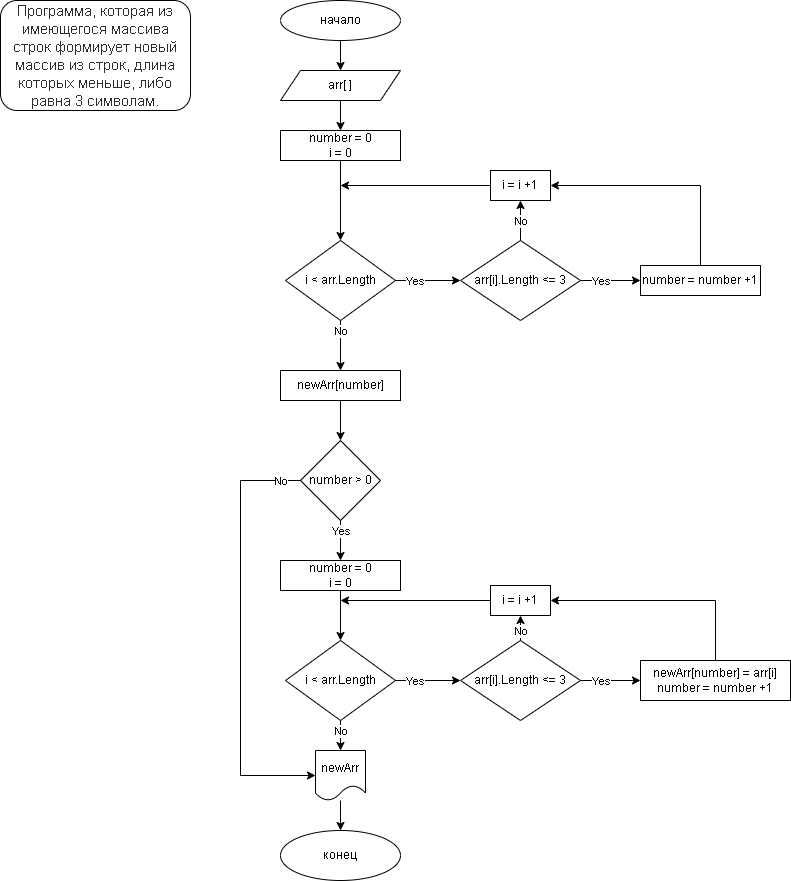 Программа, которая из
имеющегося массива
строк формирует новый
массив из строк, длина
которых меньше, либо
равна 3 символам.
начало
arr[ ]
number = 0
i = 0
i = i +1
No
i < arr.Length
Yes
arr[i].Length <= 3
Yes
number = number +1
No
newArr[number]
number > 0
No
Yes
number = 0
i = 0
i = i +1
No
i < arr.Length
Yes
arr[i].Length <= 3
Yes
newArr[number] = arr[i]
number = number +1
No
newArr
конец